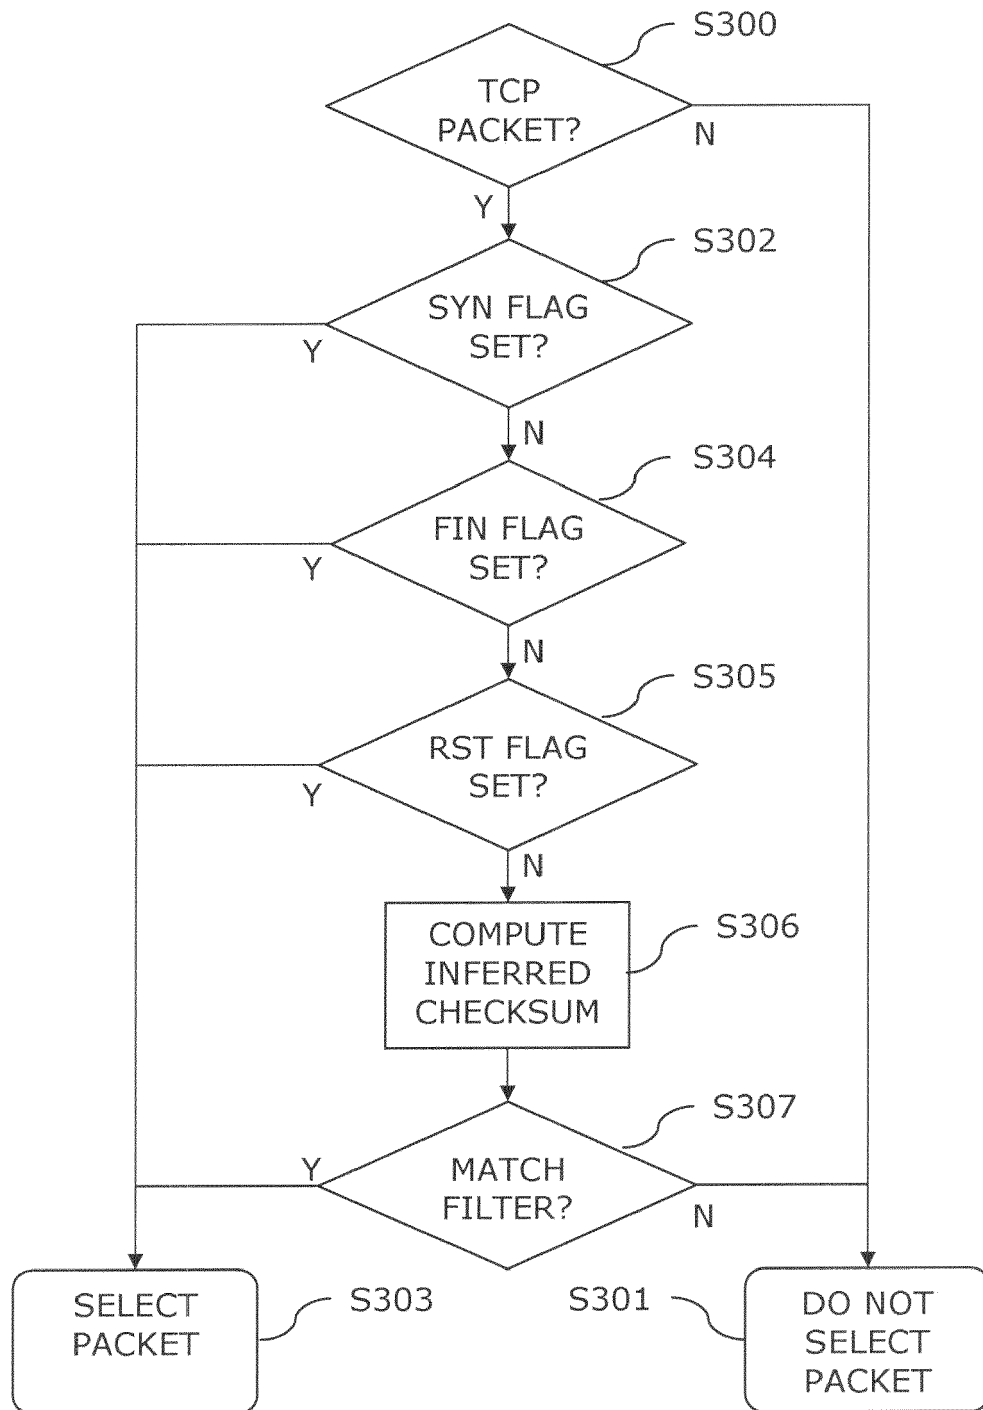 S300
TCP
PACKET?
N
Y
S302
SYN FLAG
SET?
Y
N
S304
FIN FLAG
SET?
Y
N
S305
RST FLAG
SET?
Y
N
COMPUTE
INFERRED
CHECKSUM
S306
S307
MATCH
FILTER?
Y
N
SELECT
PACKET
S303
S301
DO NOT
SELECT
PACKET